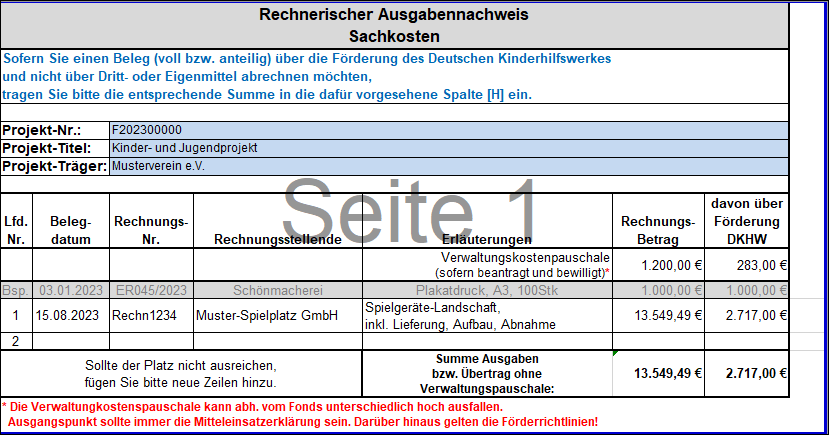 Rechnerischer Ausgabennachweis
Sachkosten
Sofern Sie einen Beleg (voll bzw. anteilig) über die Förderung des Deutschen Kinderhilfswerkes
und nicht über Dritt- oder Eigenmittel abrechnen möchten,
tragen Sie bitte die entsprechende Summe in die dafür vorgesehene Spalte [H] ein.
Projekt-Nr.: F202300000
Projekt-Titel: Kinder- und Jugendprojekt
Projekt-Träger: Musterverein e.V.
Seite 1
Lfd. Nr. Beleg-datum Rechnungs-Nr. Rechnungsstellende Erläuterungen Rechnungs-Betrag davon über Förderung DKHW
Verwaltungskostenpauschale
(sofern beantragt und bewilligt)* 1.200,00 € 283,00 €
Bsp. 03.01.2023 ER045/2023 Schönmacherei Plakatdruck, A3, 100Stk 1.000,00 € 1.000,00 €
1 15.08.2023 Rechn1234 Muster-Spielplatz GmbH Spielgeräte-Landschaft,
inkl. Lieferung, Aufbau, Abnahme 13.549,49 € 2.717,00 €
2
Sollte der Platz nicht ausreichen,
fügen Sie bitte neue Zeilen hinzu.
Summe Ausgaben
bzw. Übertrag ohne
Verwaltungspauschale: 13.549,49 € 2.717,00 €
* Die Verwaltungkostenspauschale kann abh. vom Fonds unterschiedlich hoch ausfallen.
Ausgangspunkt sollte immer die Mitteleinsatzerklärung sein. Darüber hinaus gelten die Förderrichtlinien!